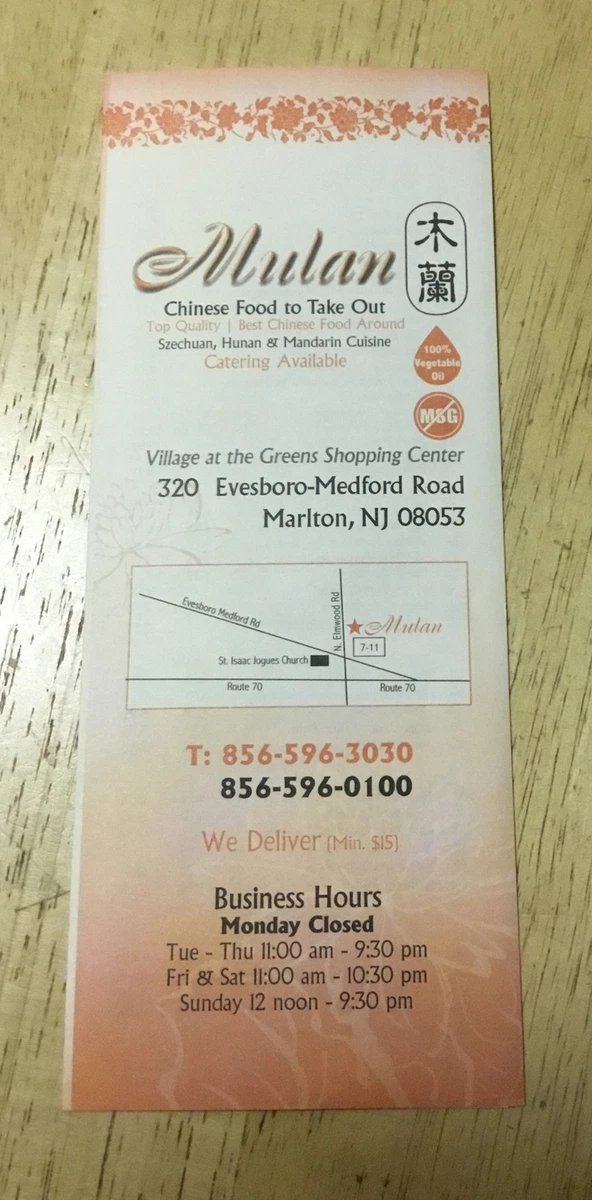 Mulan
木
蘭
Chinese Food to Take Out
Top Quality | Best Chinese Food Around
Szechuan, Hunan & Mandarin Cuisine
Catering Available
100%
Vegetable
Oil
MSG
Village at the Greens Shopping Center
320 Evesboro-Medford Road
Marlton, NJ 08053
Evesboro Medford Rd
N. Elmwood Rd
Mulan
7-11
St. Isaac Jogues Church
Route 70
Route 70
T: 856-596-3030
856-596-0100
We Deliver (Min. $15)
Business Hours
Monday Closed
Tue - Thu 11:00 am - 9:30 pm
Fri & Sat 11:00 am - 10:30 pm
Sunday 12 noon - 9:30 pm